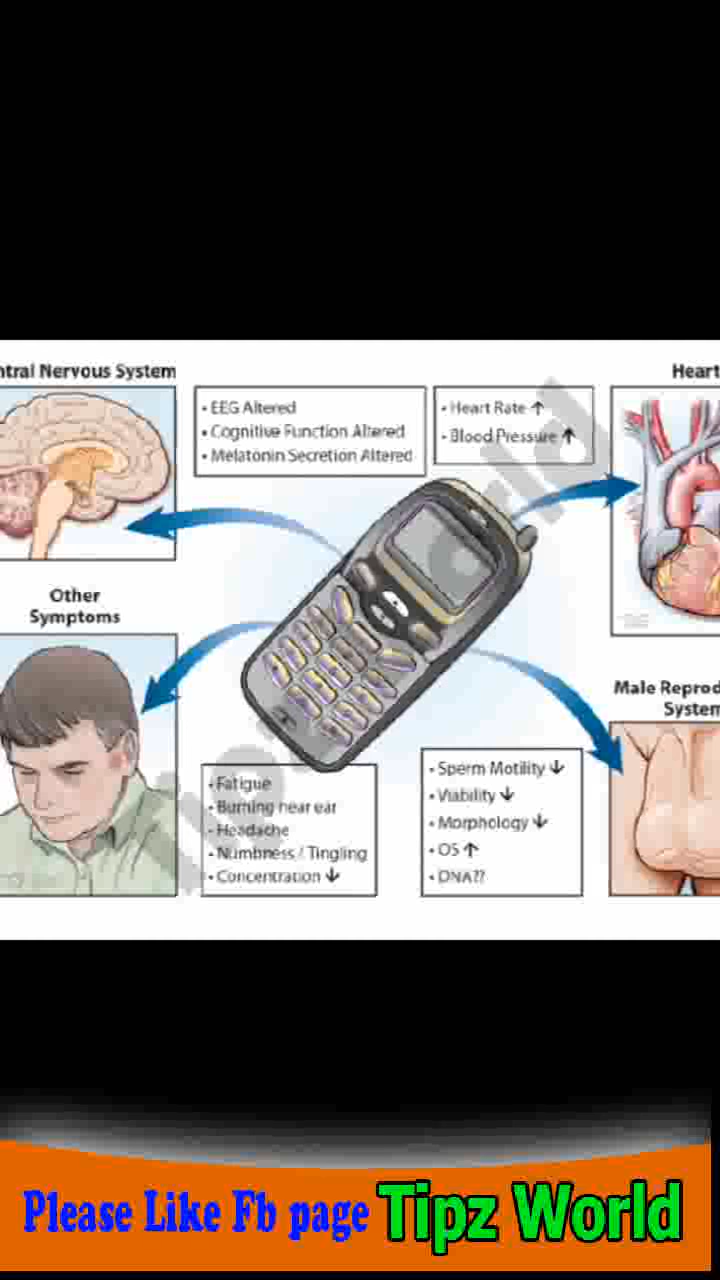 ntral Nervous System
• EEG Altered
• Cognitive Function Altered
• Melatonin Secretion Altered
• Heart Rate ↑
• Blood Pressure ↑
Heart
Other
Symptoms
• Fatigue
• Burning near ear
• Headache
• Numbness / Tingling
• Concentration ↓
• Sperm Motility ↓
• Viability ↓
• Morphology ↓
• OS ↑
• DNA??
Male Reprod
System
Please Like Fb page Tipz World